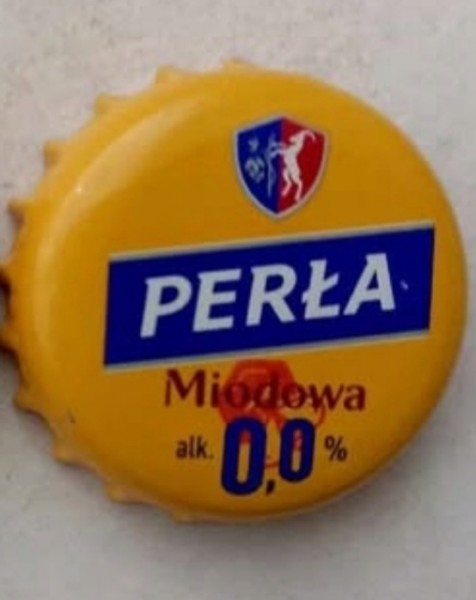 PERŁA
Miodowa
alk. 0,0 %